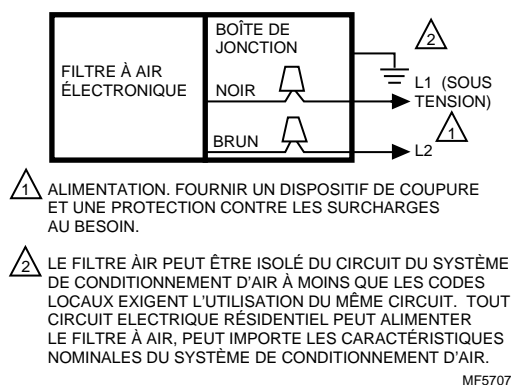 BOÎTE DE
JONCTION
2
FILTRE À AIR
ÉLECTRONIQUE
NOIR
L1 (SOUS
TENSION)
1
BRUN
L2
1 ALIMENTATION. FOURNIR UN DISPOSITIF DE COUPURE
ET UNE PROTECTION CONTRE LES SURCHARGES
AU BESOIN.
2 LE FILTRE ÀIR PEUT ÊTRE ISOLÉ DU CIRCUIT DU SYSTÈME
DE CONDITIONNEMENT D'AIR À MOINS QUE LES CODES
LOCAUX EXIGENT L'UTILISATION DU MÊME CIRCUIT. TOUT
CIRCUIT ELECTRIQUE RÉSIDENTIEL PEUT ALIMENTER
LE FILTRE À AIR, PEUT IMPORTE LES CARACTÉRISTIQUES
NOMINALES DU SYSTÈME DE CONDITIONNEMENT D'AIR.
MF5707